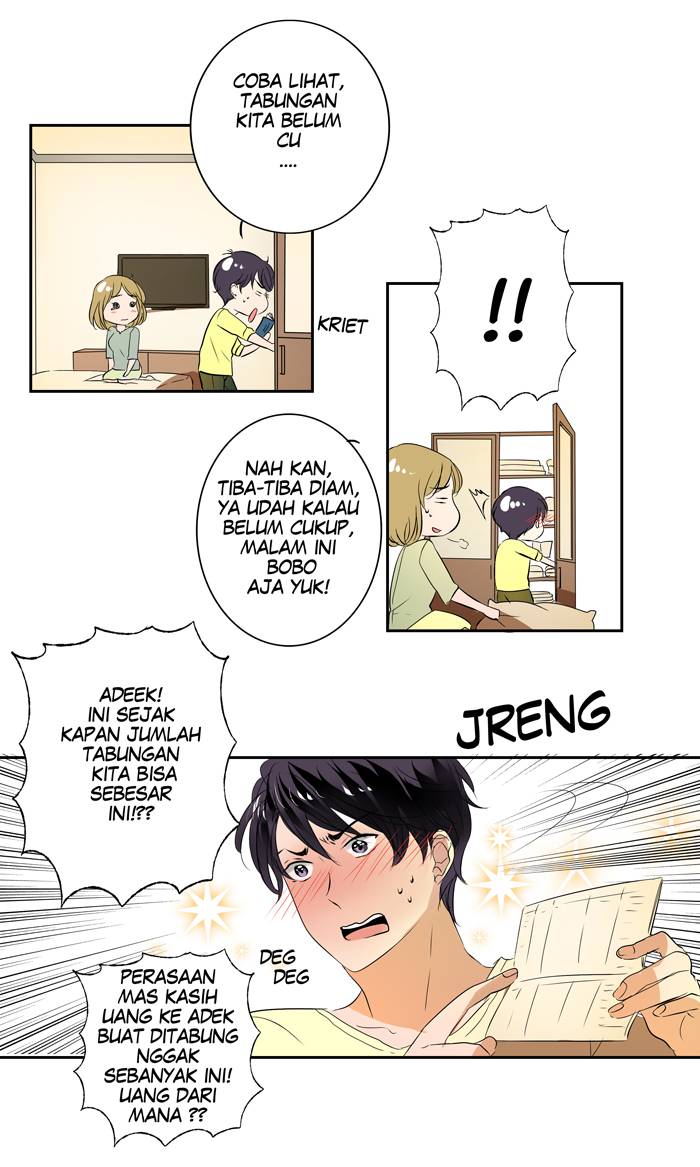 COBA LIHAT,
TABUNGAN
KITA BELUM
CU
....
KRIET
!!
NAH KAN,
TIBA-TIBA DIAM,
YA UDAH KALAU
BELUM CUKUP,
MALAM INI
BOBO
AJA YUK!
JRENG
ADEEK!
INI SEJAK
KAPAN JUMLAH
TABUNGAN
KITA BISA
SEBESAR
INI!??
DEG
DEG
PERASAAN
MAS KASIH
UANG KE ADEK
BUAT DITABUNG
NGGAK
SEBANYAK INI!
UANG DARI
MANA ??